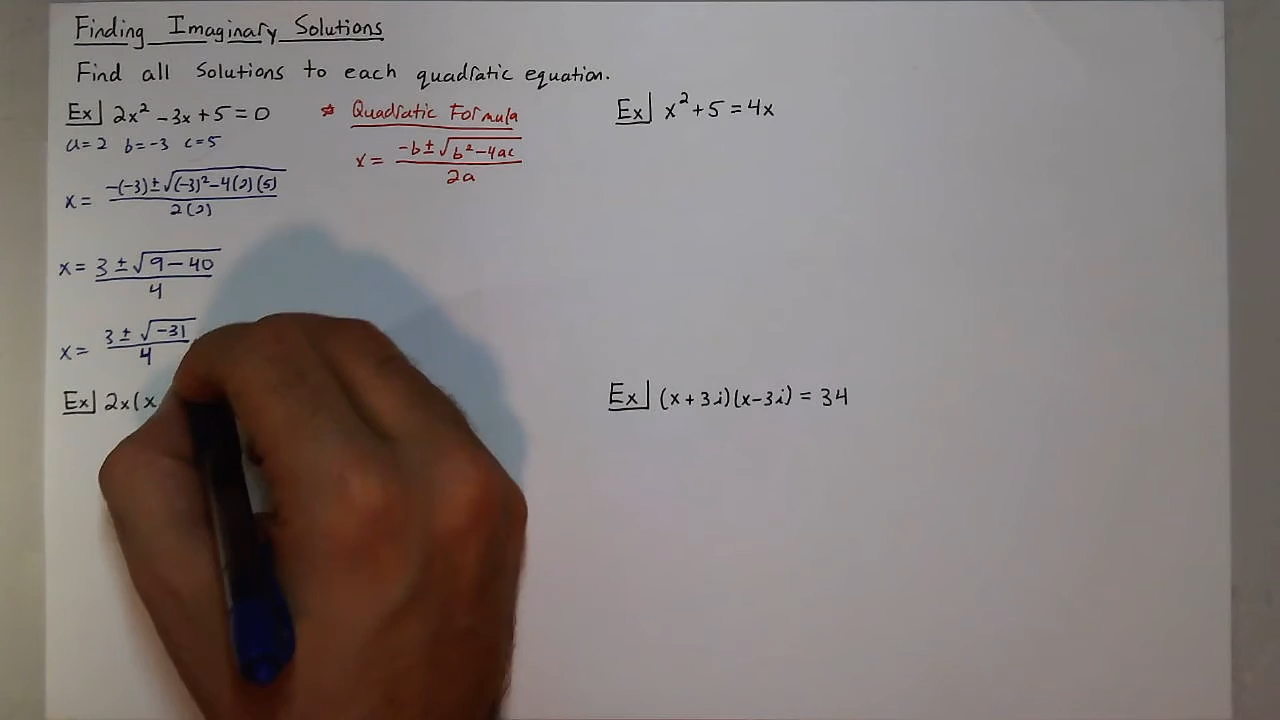 Finding Imaginary Solutions
Find all solutions to each quadratic equation.
Ex] 2x² - 3x + 5 = 0
a=2 b=-3 c=5
x = (-(-3) ± √((-3)² - 4(2)(5))) / 2(2)
x = (3 ± √(9-40)) / 4
x = (3 ± √(-31)) / 4
* Quadratic Formula
x = (-b ± √(b² - 4ac)) / 2a
Ex] x² + 5 = 4x
Ex] 2x(x
Ex] (x + 3i)(x - 3i) = 34